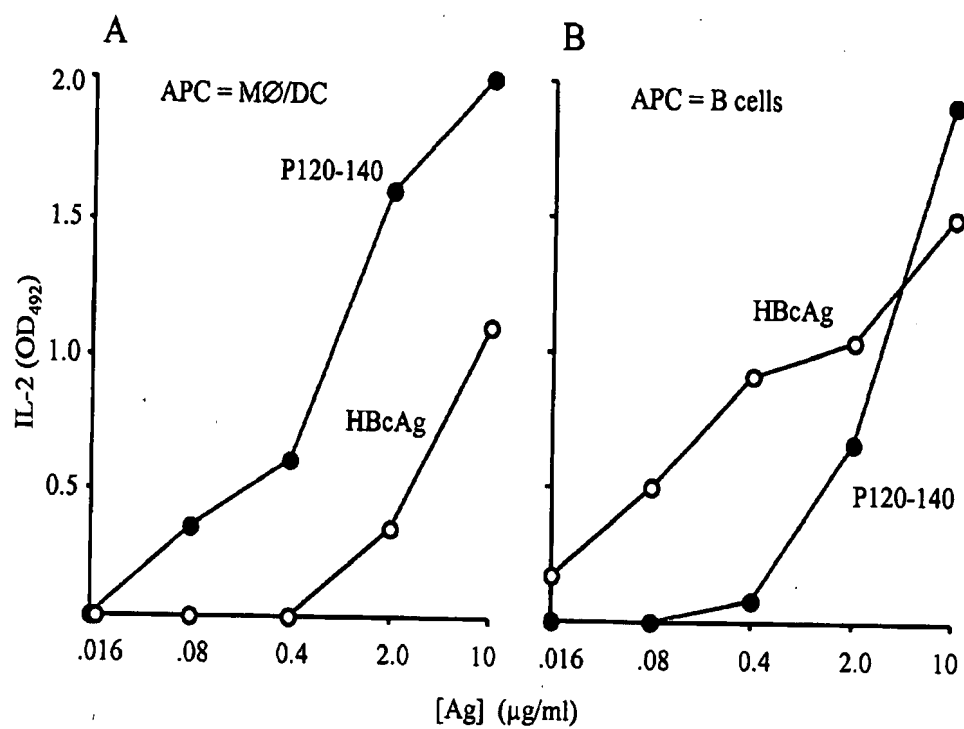 A
B
APC = MØ/DC
APC = B cells
P120-140
HBcAg
HBcAg
P120-140
IL-2 (OD492)
2.0
1.5
1.0
0.5
.016 .08 0.4 2.0 10
.016 .08 0.4 2.0 10
[Ag] (μg/ml)